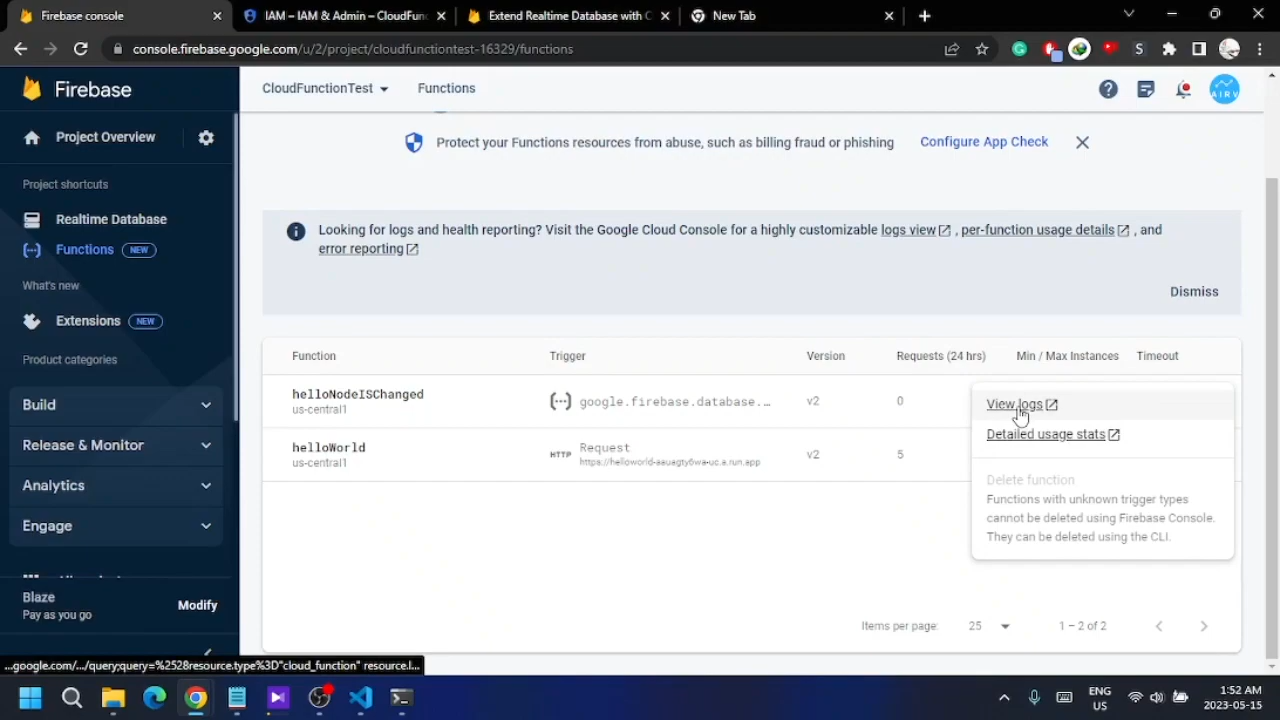 Firebase console
IAM – IAM & Admin – CloudFunc
Extend Realtime Database with C
New Tab
console.firebase.google.com/u/2/project/cloudfunctiontest-16329/functions
Firebase
CloudFunctionTest
Functions
AIRV
Project Overview
Protect your Functions resources from abuse, such as billing fraud or phishing
Configure App Check
Project shortcuts
Realtime Database
Functions NEW
What's new
Extensions NEW
Product categories
Build
Release & Monitor
Analytics
Engage
Blaze
Pay as you go
Modify
Looking for logs and health reporting? Visit the Google Cloud Console for a highly customizable logs view , per-function usage details , and
error reporting
Dismiss
Function Trigger Version Requests (24 hrs) Min / Max Instances Timeout
helloNodeISChanged
us-central1
google.firebase.database.…
v2
0
helloWorld
us-central1
HTTP
Request
https://helloworld-aauagty6wa-uc.a.run.app
v2
5
View logs
Detailed usage stats
Delete function
Functions with unknown trigger types
cannot be deleted using Firebase Console.
They can be deleted using the CLI.
Items per page: 25 1 – 2 of 2
...google.com/.../query;query=%2528resource.type%3D"cloud_function" resource.l...
ENG
US
1:52 AM
2023-05-15